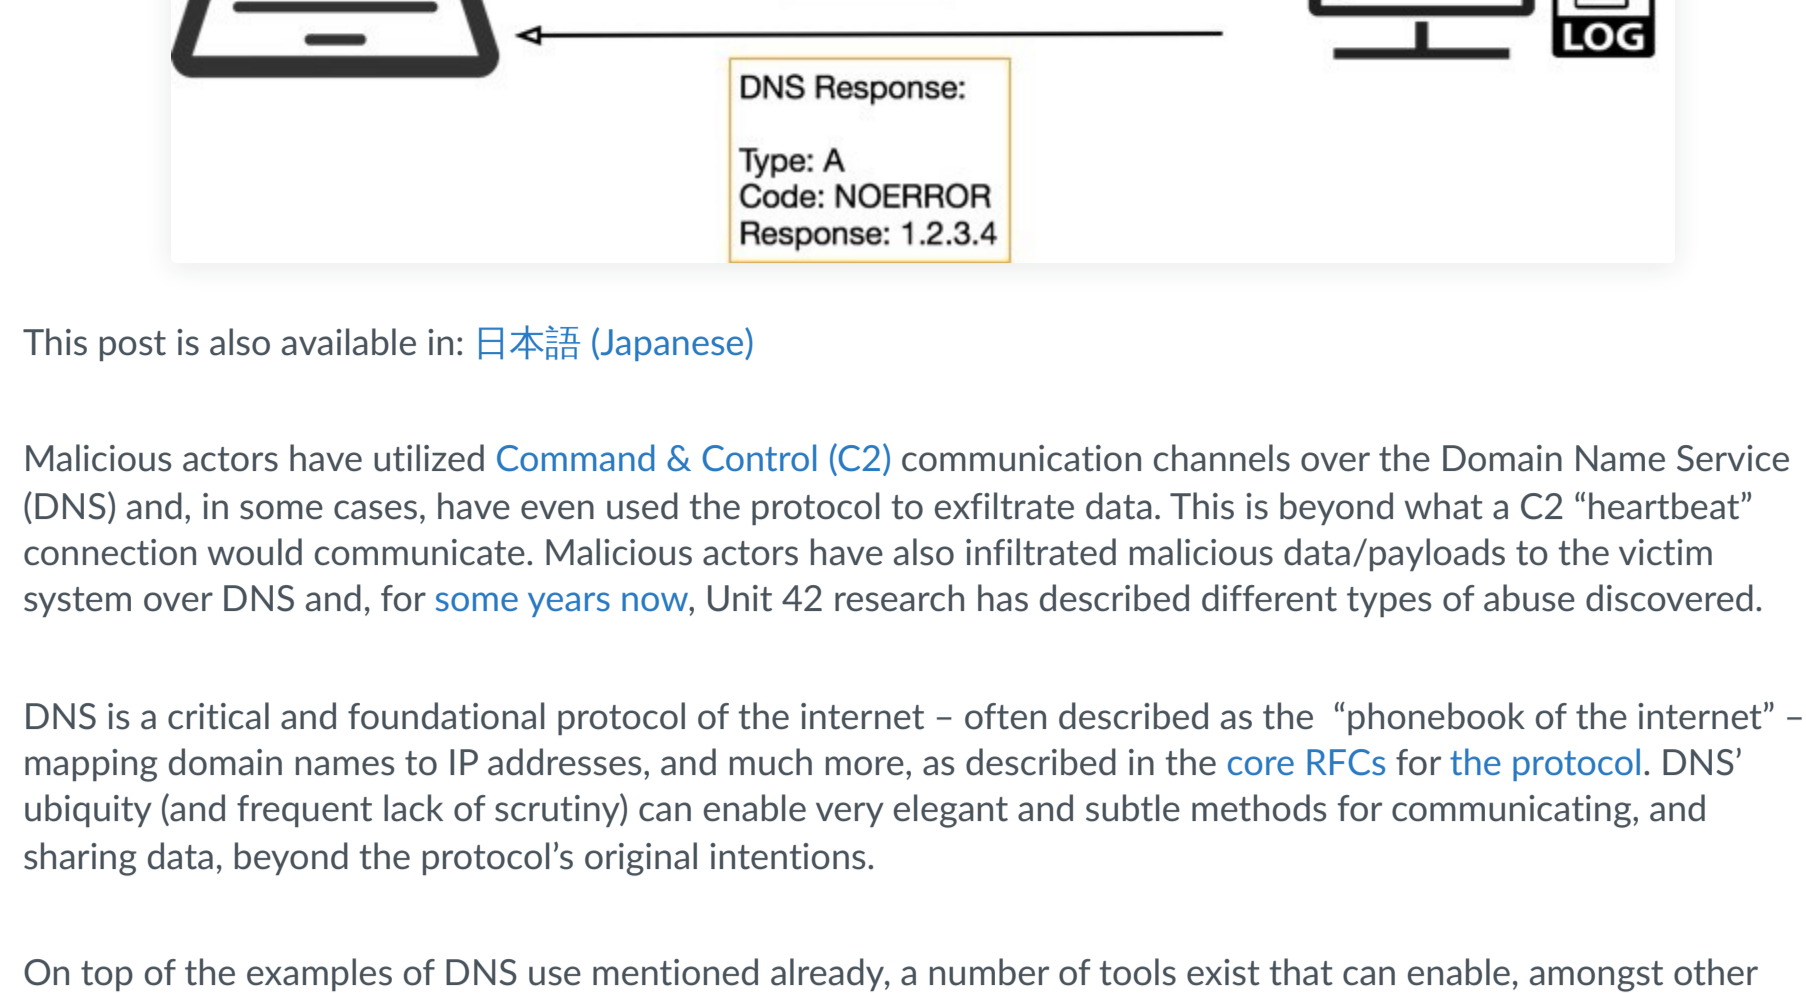 LOG
DNS Response:
Type: A
Code: NOERROR
Response: 1.2.3.4
This post is also available in: 日本語 (Japanese)
Malicious actors have utilized Command & Control (C2) communication channels over the Domain Name Service
(DNS) and, in some cases, have even used the protocol to exfiltrate data. This is beyond what a C2 “heartbeat”
connection would communicate. Malicious actors have also infiltrated malicious data/payloads to the victim
system over DNS and, for some years now, Unit 42 research has described different types of abuse discovered.
DNS is a critical and foundational protocol of the internet – often described as the  “phonebook of the internet” –
mapping domain names to IP addresses, and much more, as described in the core RFCs for the protocol. DNS’
ubiquity (and frequent lack of scrutiny) can enable very elegant and subtle methods for communicating, and
sharing data, beyond the protocol’s original intentions.
On top of the examples of DNS use mentioned already, a number of tools exist that can enable, amongst other